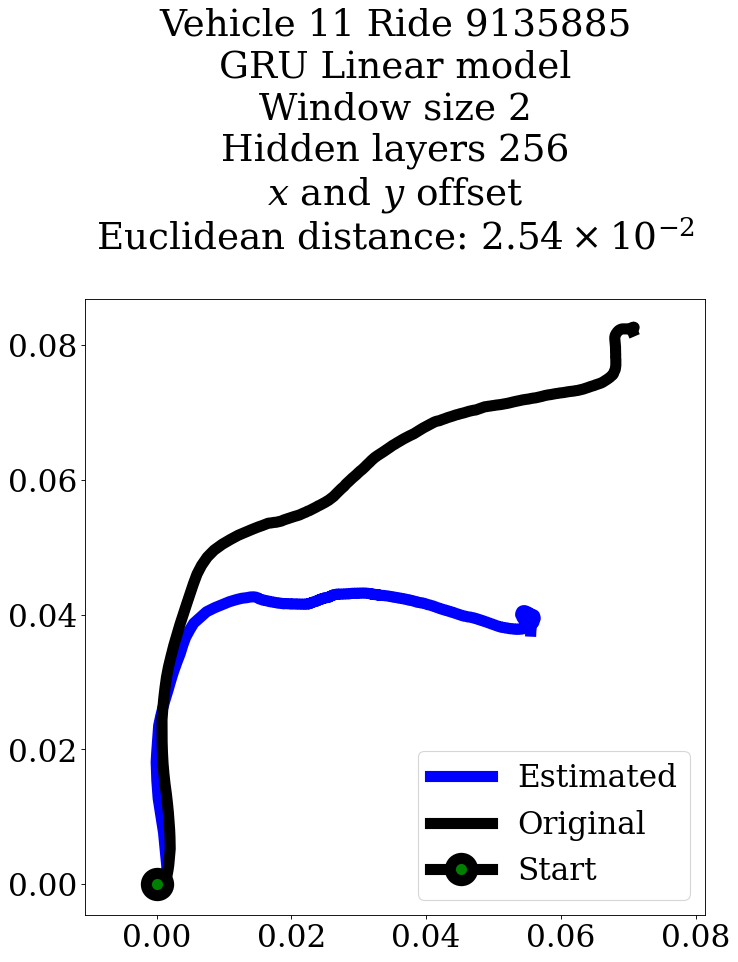 Vehicle 11 Ride 9135885
GRU Linear model
Window size 2
Hidden layers 256
x and y offset
Euclidean distance: 2.54 × 10⁻²
0.08
0.06
0.04
0.02
0.00
Estimated
Original
Start
0.00 0.02 0.04 0.06 0.08